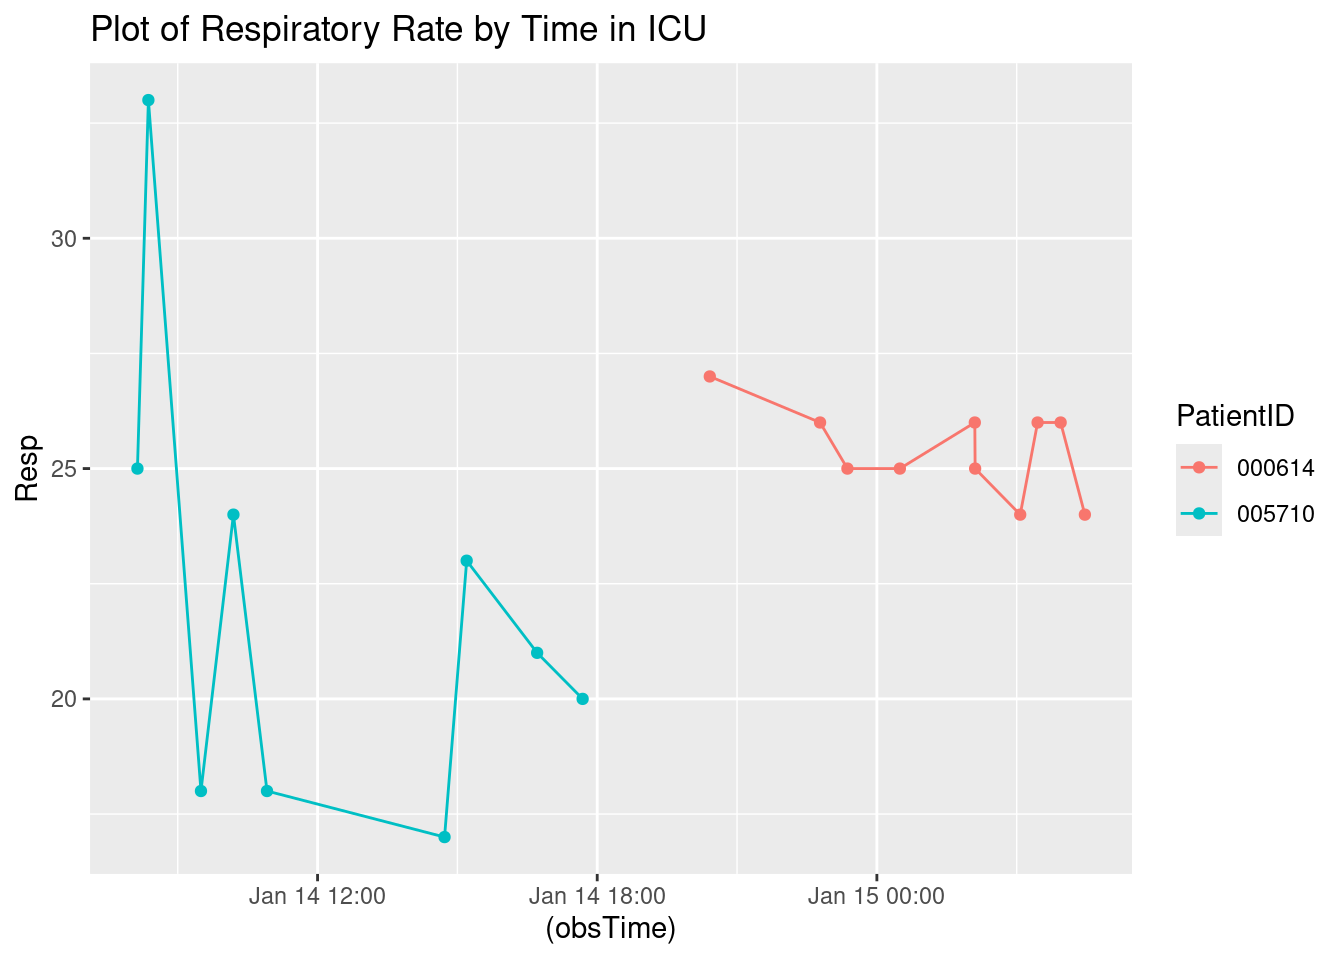 Plot of Respiratory Rate by Time in ICU
Resp
30
25
20
Jan 14 12:00
Jan 14 18:00
Jan 15 00:00
(obsTime)
PatientID
000614
005710